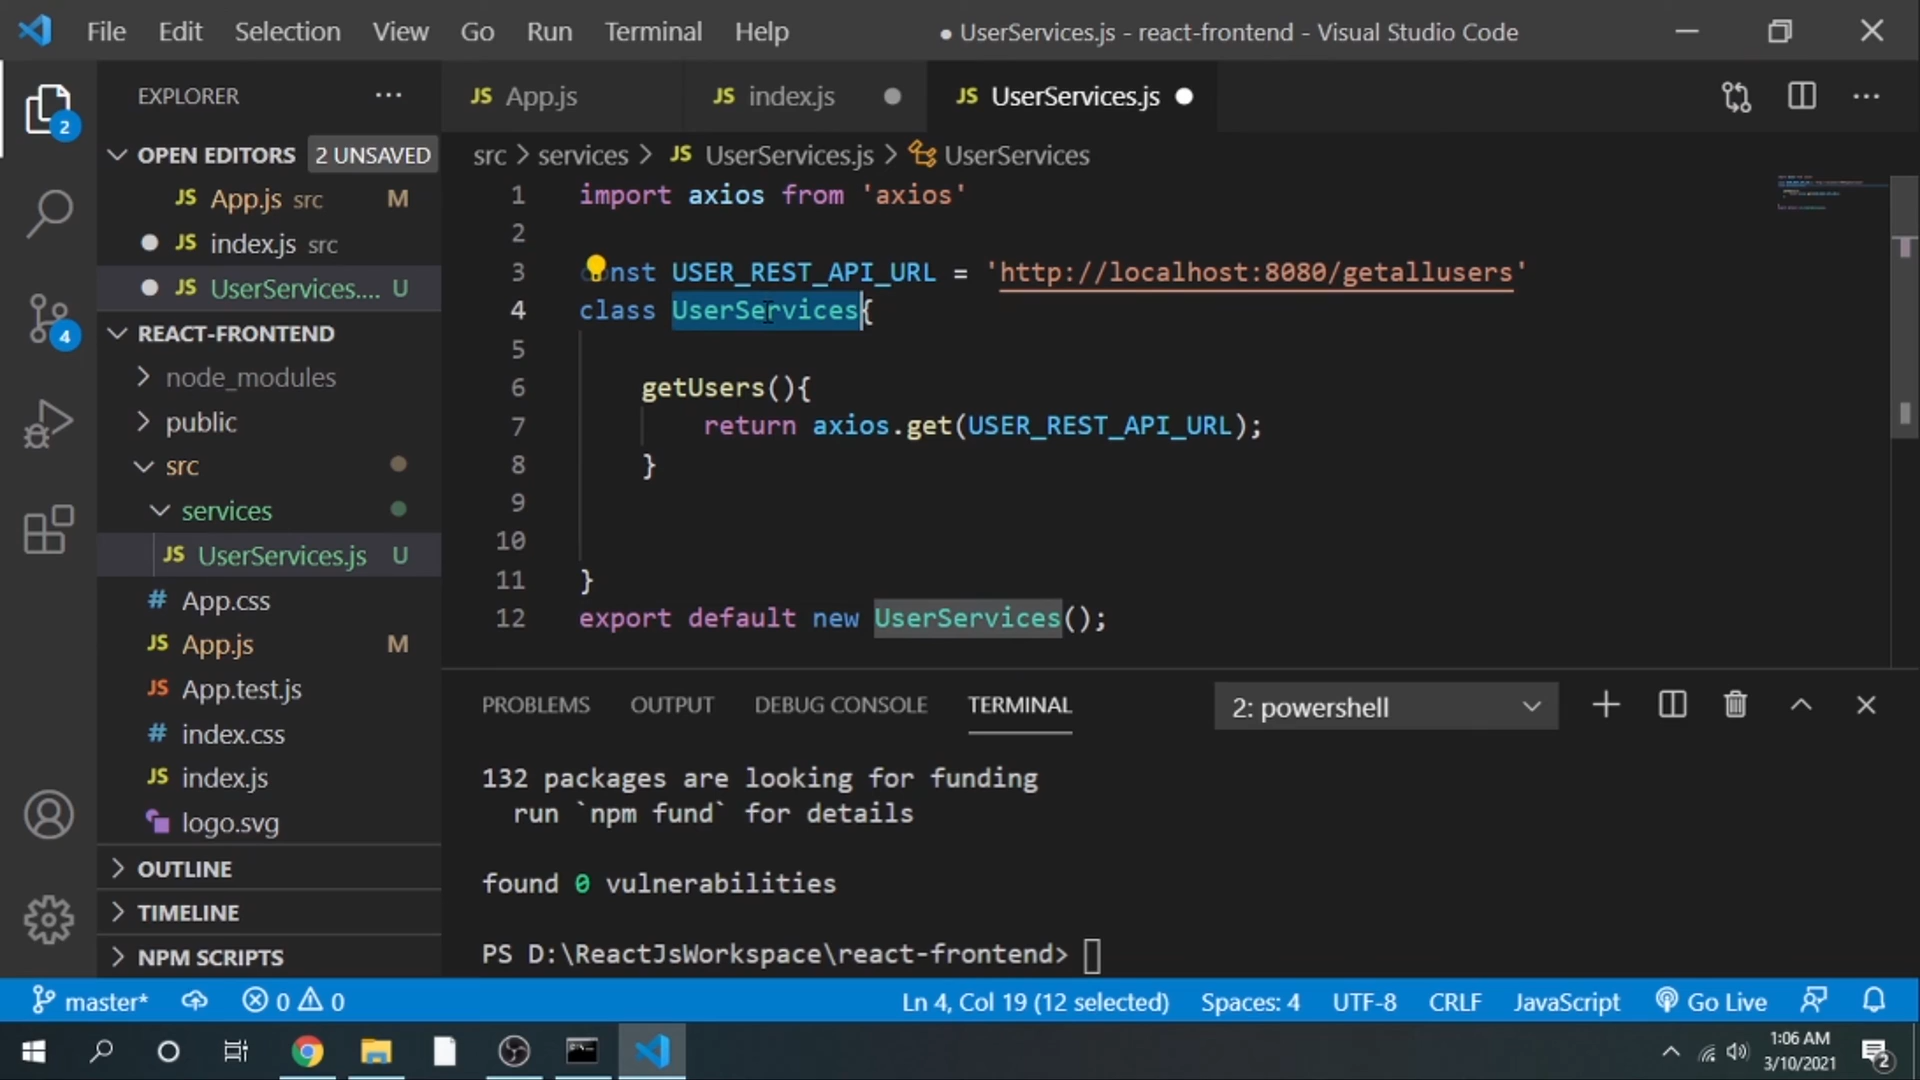 File Edit Selection View Go Run Terminal Help
● UserServices.js - react-frontend - Visual Studio Code
EXPLORER
2
OPEN EDITORS 2 UNSAVED
JS App.js src M
JS index.js src
JS UserServices.... U
4
REACT-FRONTEND
node_modules
public
src
services
JS UserServices.js U
# App.css
JS App.js M
JS App.test.js
# index.css
JS index.js
logo.svg
OUTLINE
TIMELINE
NPM SCRIPTS
JS App.js JS index.js JS UserServices.js
src > services > JS UserServices.js > UserServices
1 import axios from 'axios'
2
3 const USER_REST_API_URL = 'http://localhost:8080/getallusers'
4 class UserServices{
5
6 getUsers(){
7 return axios.get(USER_REST_API_URL);
8 }
9
10
11 }
12 export default new UserServices();
PROBLEMS OUTPUT DEBUG CONSOLE TERMINAL 2: powershell
132 packages are looking for funding
run `npm fund` for details
found 0 vulnerabilities
PS D:\ReactJsWorkspace\react-frontend>
master* 0 0 Ln 4, Col 19 (12 selected) Spaces: 4 UTF-8 CRLF JavaScript Go Live
1:06 AM
3/10/2021
2